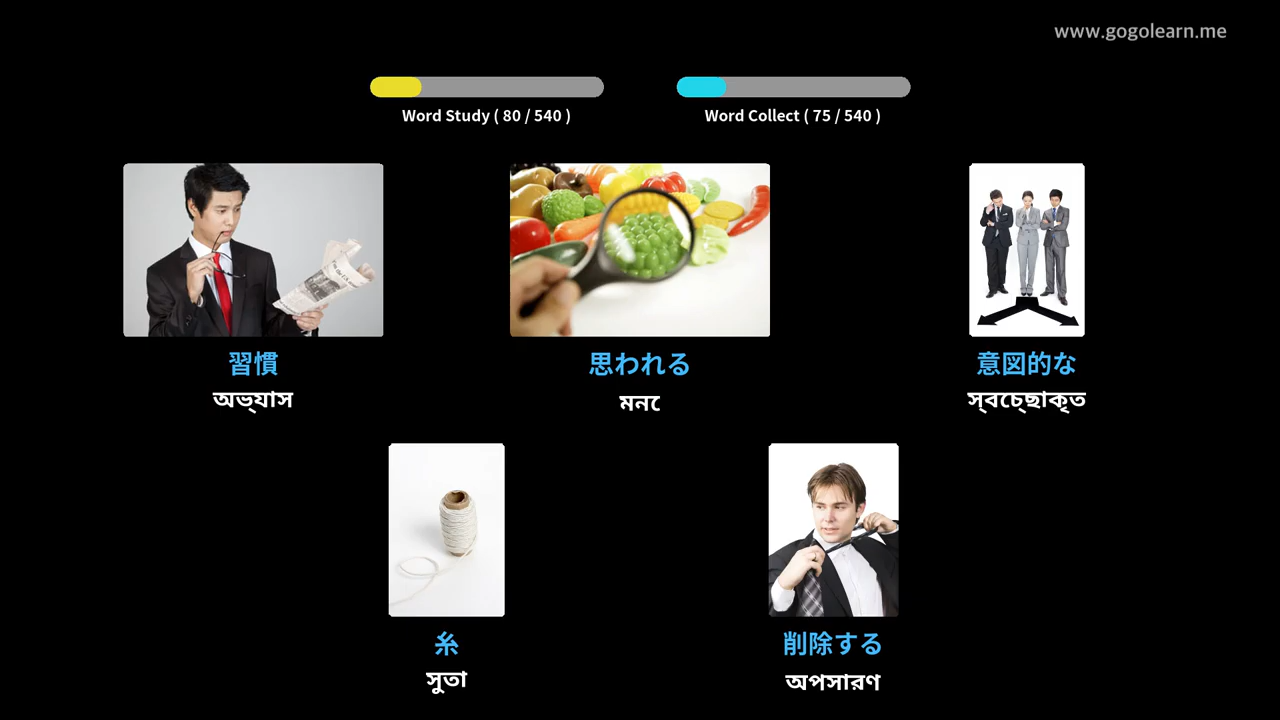 www.gogolearn.me
Word Study ( 80 / 540 )
Word Collect ( 75 / 540 )
習慣
অভ্যাস
思われる
মনে
意図的な
স্বচ্ছোকৃত
糸
সুতা
削除する
অপসারণ